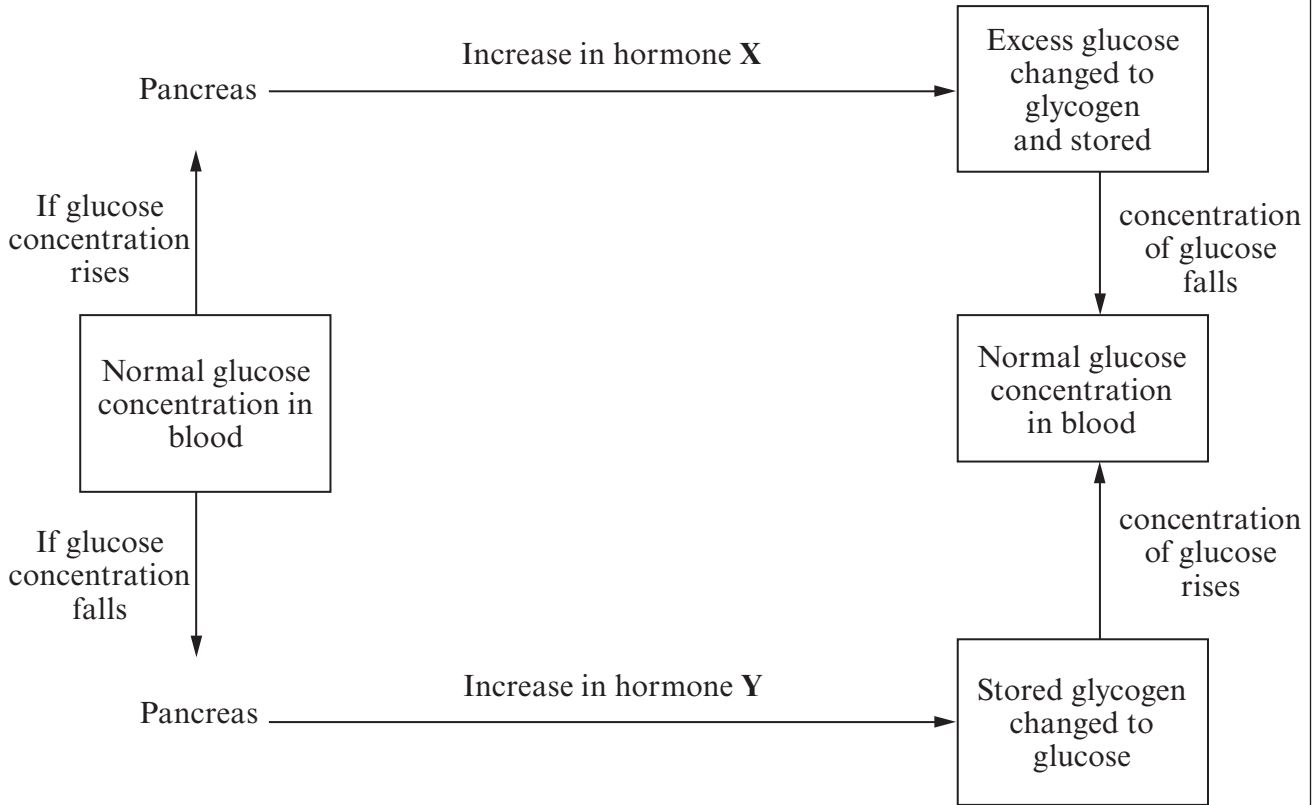 Increase in hormone X
Pancreas
Excess glucose
changed to
glycogen
and stored
If glucose
concentration
rises
concentration
of glucose
falls
Normal glucose
concentration in
blood
Normal glucose
concentration
in blood
If glucose
concentration
falls
concentration
of glucose
rises
Increase in hormone Y
Pancreas
Stored glycogen
changed to
glucose